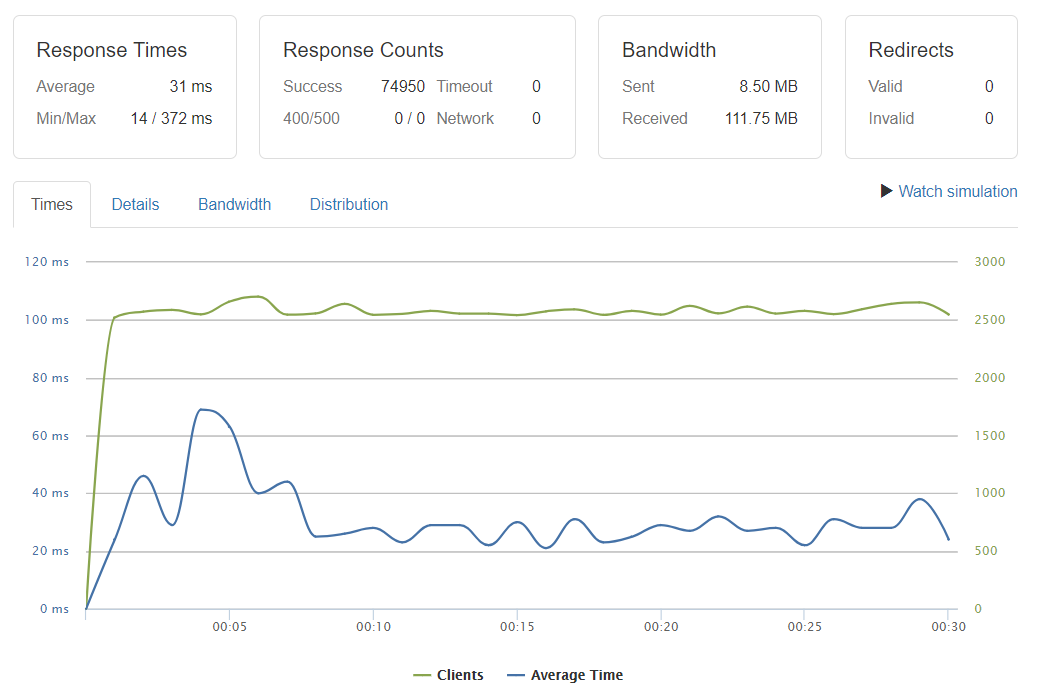 Response Times
Average 31 ms
Min/Max 14 / 372 ms
Response Counts
Success 74950 Timeout 0
400/500 0 / 0 Network 0
Bandwidth
Sent 8.50 MB
Received 111.75 MB
Redirects
Valid 0
Invalid 0
Times Details Bandwidth Distribution
Watch simulation
120 ms 3000
100 ms 2500
80 ms 2000
60 ms 1500
40 ms 1000
20 ms 500
0 ms 0
00:05 00:10 00:15 00:20 00:25 00:30
Clients Average Time